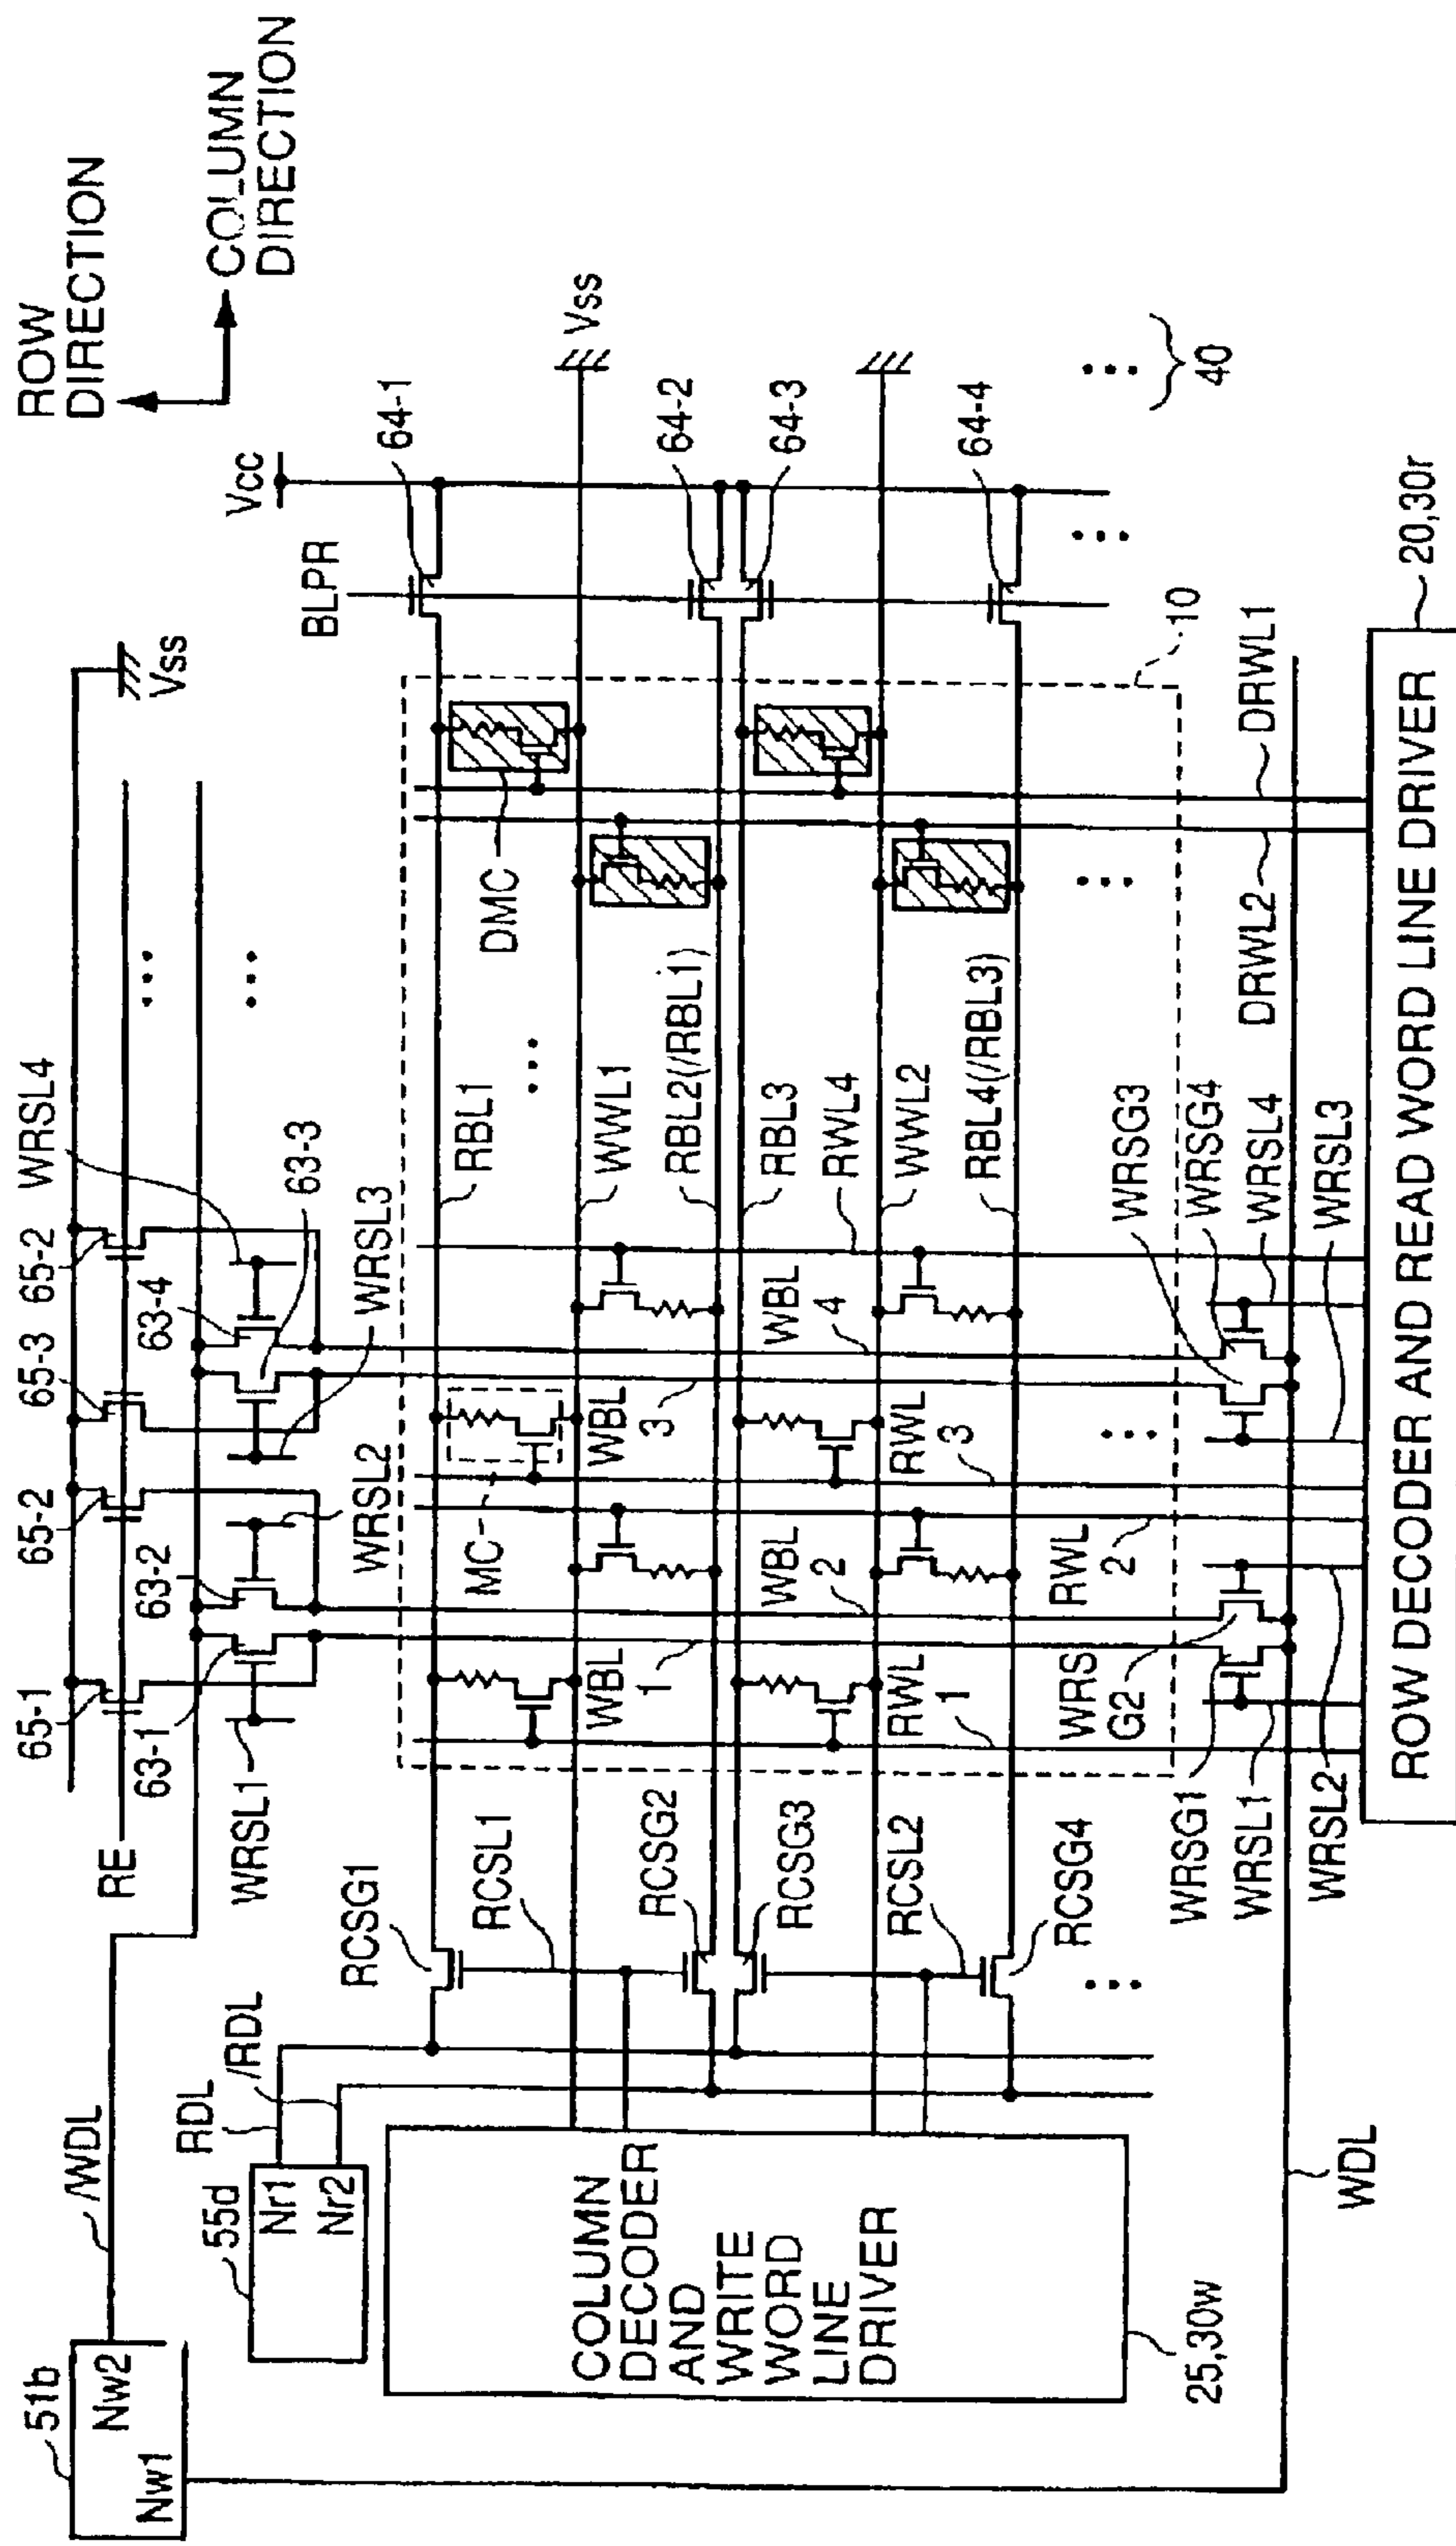 ROW
DIRECTION
COLUMN
DIRECTION
51b
Nw2
Nw1
/WDL
RE
65-1
65-2
65-3
65-2
WRSL4
Vss
63-1
63-2
63-4
63-3
WRSL1
WRSL2
WRSL3
55d
Nr1
Nr2
RDL
/RDL
Vcc
BLPR
64-1
RCSG1
RCSL1
RBL1
MC
DMC
WBL
1
WBL
3
WWL1
Vss
COLUMN
DECODER
AND
WRITE
WORD
LINE
DRIVER
25,30w
RCSG2
RBL2(/RBL1)
64-2
RCSG3
RBL3
64-3
WBL
2
WBL
4
RWL4
RCSL2
RWL
1
RWL
3
WWL2
RCSG4
RWL
2
RBL4(/RBL3)
64-4
10
40
WRS
G2
WRSG1
WRSG3
WRSG4
WRSL1
WRSL4
WRSL2
WRSL3
DRWL2
DRWL1
WDL
20,30r
ROW DECODER AND READ WORD LINE DRIVER